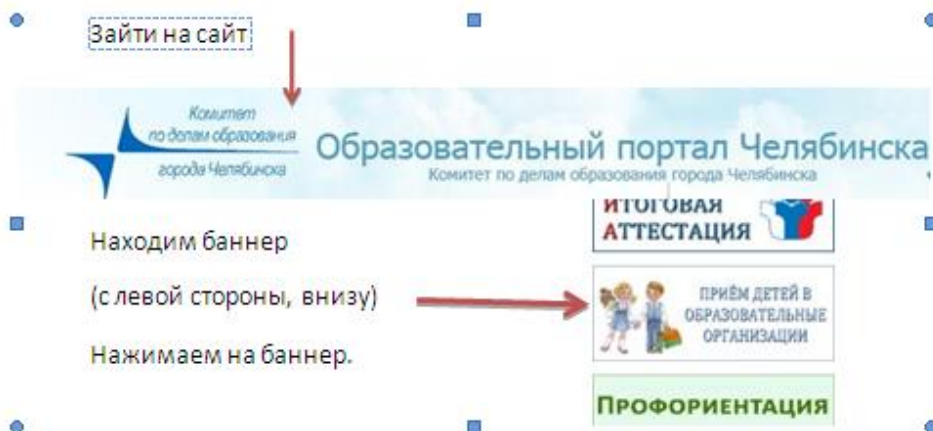 Зайти на сайт
Комитет
по делам образования
города Челябинска
Образовательный портал Челябинска
Комитет по делам образования города Челябинска
ИТОГОВАЯ
АТТЕСТАЦИЯ
Находим баннер
(с левой стороны, внизу)
Нажимаем на баннер.
ПРИЁМ ДЕТЕЙ В
ОБРАЗОВАТЕЛЬНЫЕ
ОРГАНИЗАЦИИ
ПРОФОРИЕНТАЦИЯ